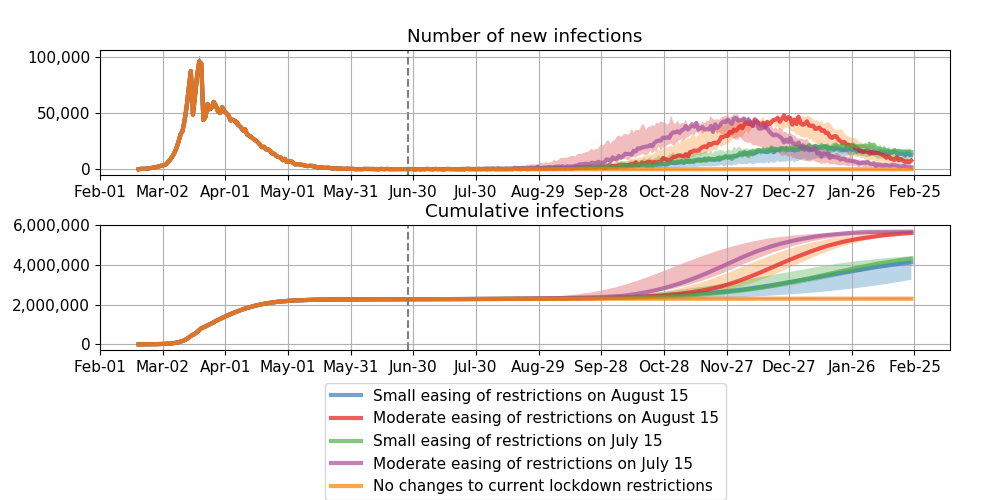 Number of new infections
100,000
50,000
0
Feb-01 Mar-02 Apr-01 May-01 May-31 Jun-30 Jul-30 Aug-29 Sep-28 Oct-28 Nov-27 Dec-27 Jan-26 Feb-25
Cumulative infections
6,000,000
4,000,000
2,000,000
0
Feb-01 Mar-02 Apr-01 May-01 May-31 Jun-30 Jul-30 Aug-29 Sep-28 Oct-28 Nov-27 Dec-27 Jan-26 Feb-25
Small easing of restrictions on August 15
Moderate easing of restrictions on August 15
Small easing of restrictions on July 15
Moderate easing of restrictions on July 15
No changes to current lockdown restrictions